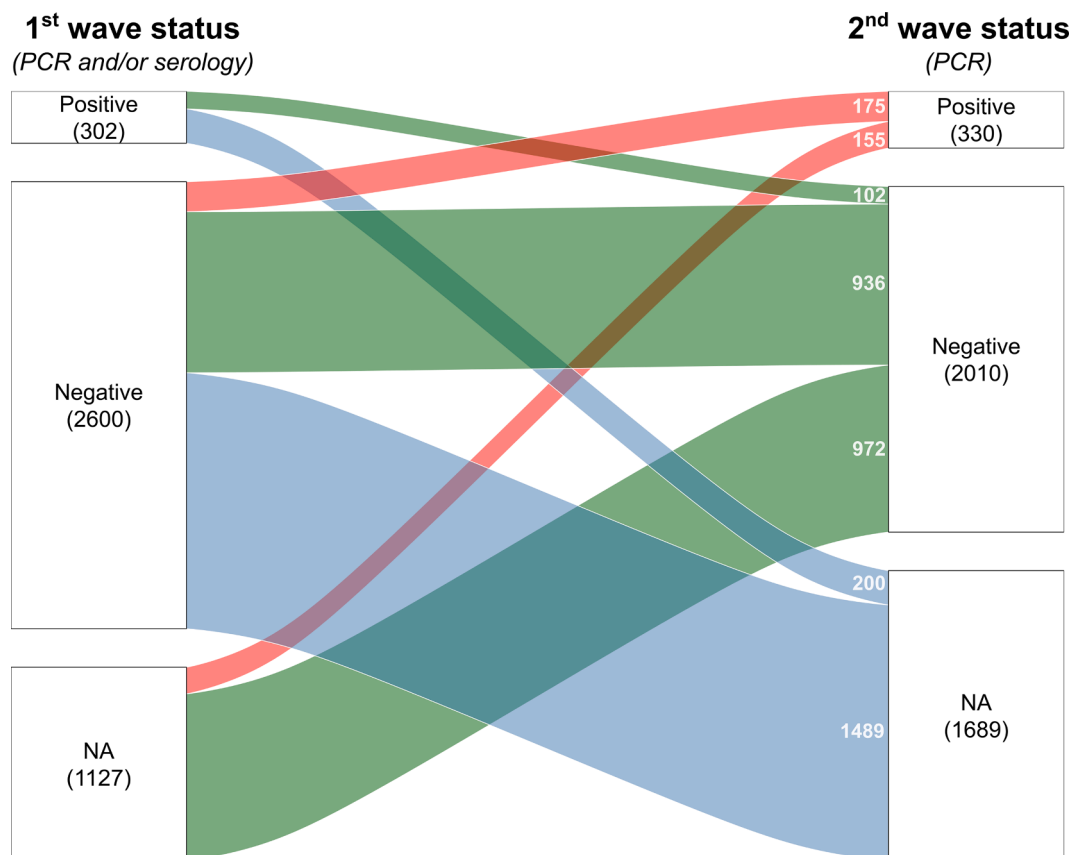 1st wave status
(PCR and/or serology)
2nd wave status
(PCR)
Positive
(302)
175
155
Positive
(330)
102
936
Negative
(2600)
Negative
(2010)
972
200
NA
(1127)
1489
NA
(1689)